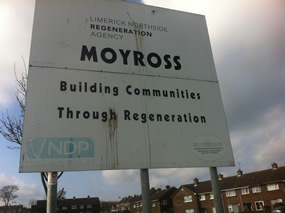 LIMERICK NORTHSIDE
REGENERATION
AGENCY
MOYROSS
Building Communities
Through Regeneration
NDP